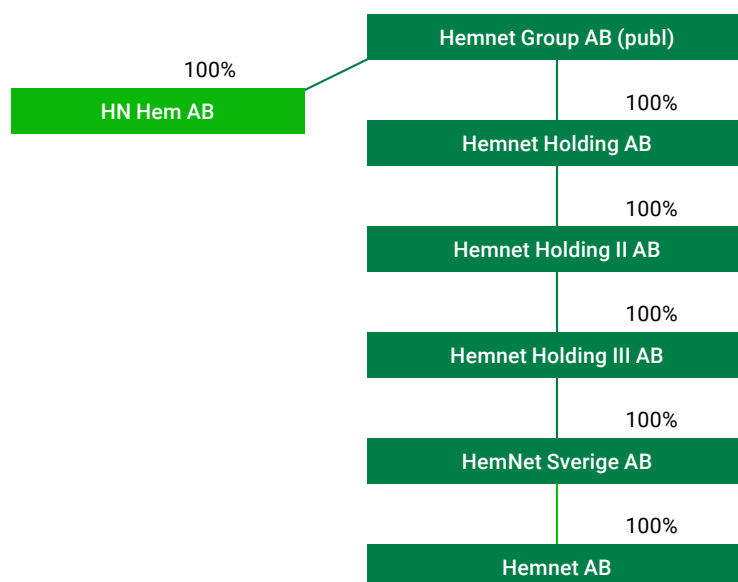 Hemnet Group AB (publ)
100%
HN Hem AB
100%
Hemnet Holding AB
100%
Hemnet Holding II AB
100%
Hemnet Holding III AB
100%
HemNet Sverige AB
100%
Hemnet AB